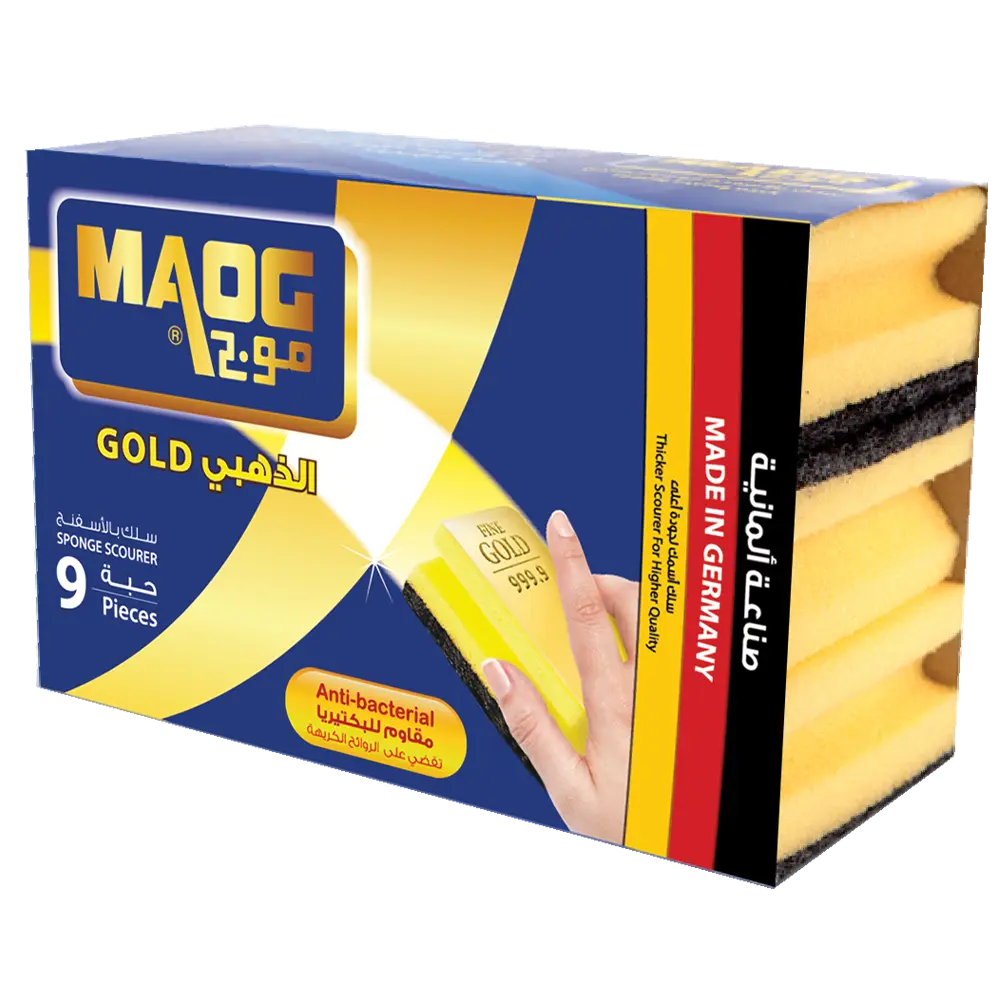 MAOG
موج ®
GOLD الذهبي
سلك بالأسفنج
SPONGE SCOURER
9 حبة
Pieces
FINE
GOLD
999.9
Anti-bacterial
مقاوم للبكتيريا
تقضي على الروائح الكريهة
سلك أسمك لجودة أعلى
Thicker Scourer For Higher Quality
MADE IN GERMANY
صناعة ألمانية